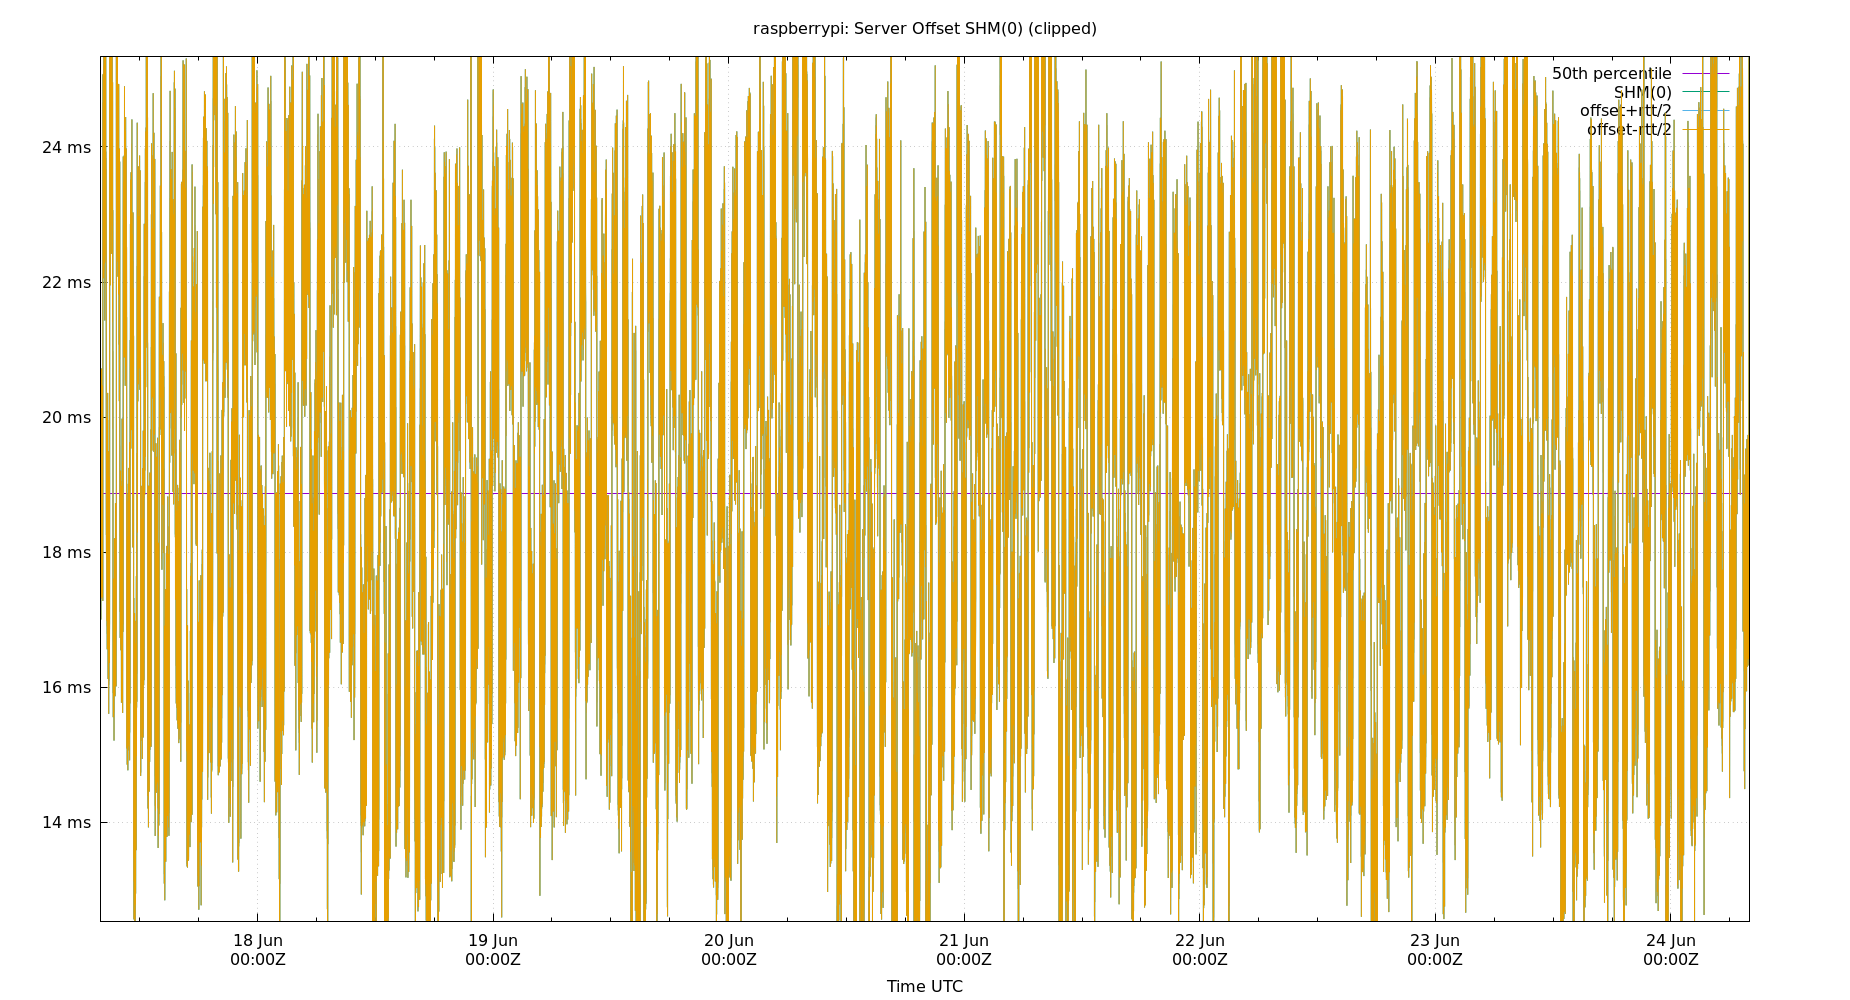 raspberrypi: Server Offset SHM(0) (clipped)
50th percentile
SHM(0)
offset+rtt/2
offset-rtt/2
24 ms
22 ms
20 ms
18 ms
16 ms
14 ms
18 Jun 19 Jun 20 Jun 21 Jun 22 Jun 23 Jun 24 Jun
00:00Z 00:00Z 00:00Z 00:00Z 00:00Z 00:00Z 00:00Z
Time UTC